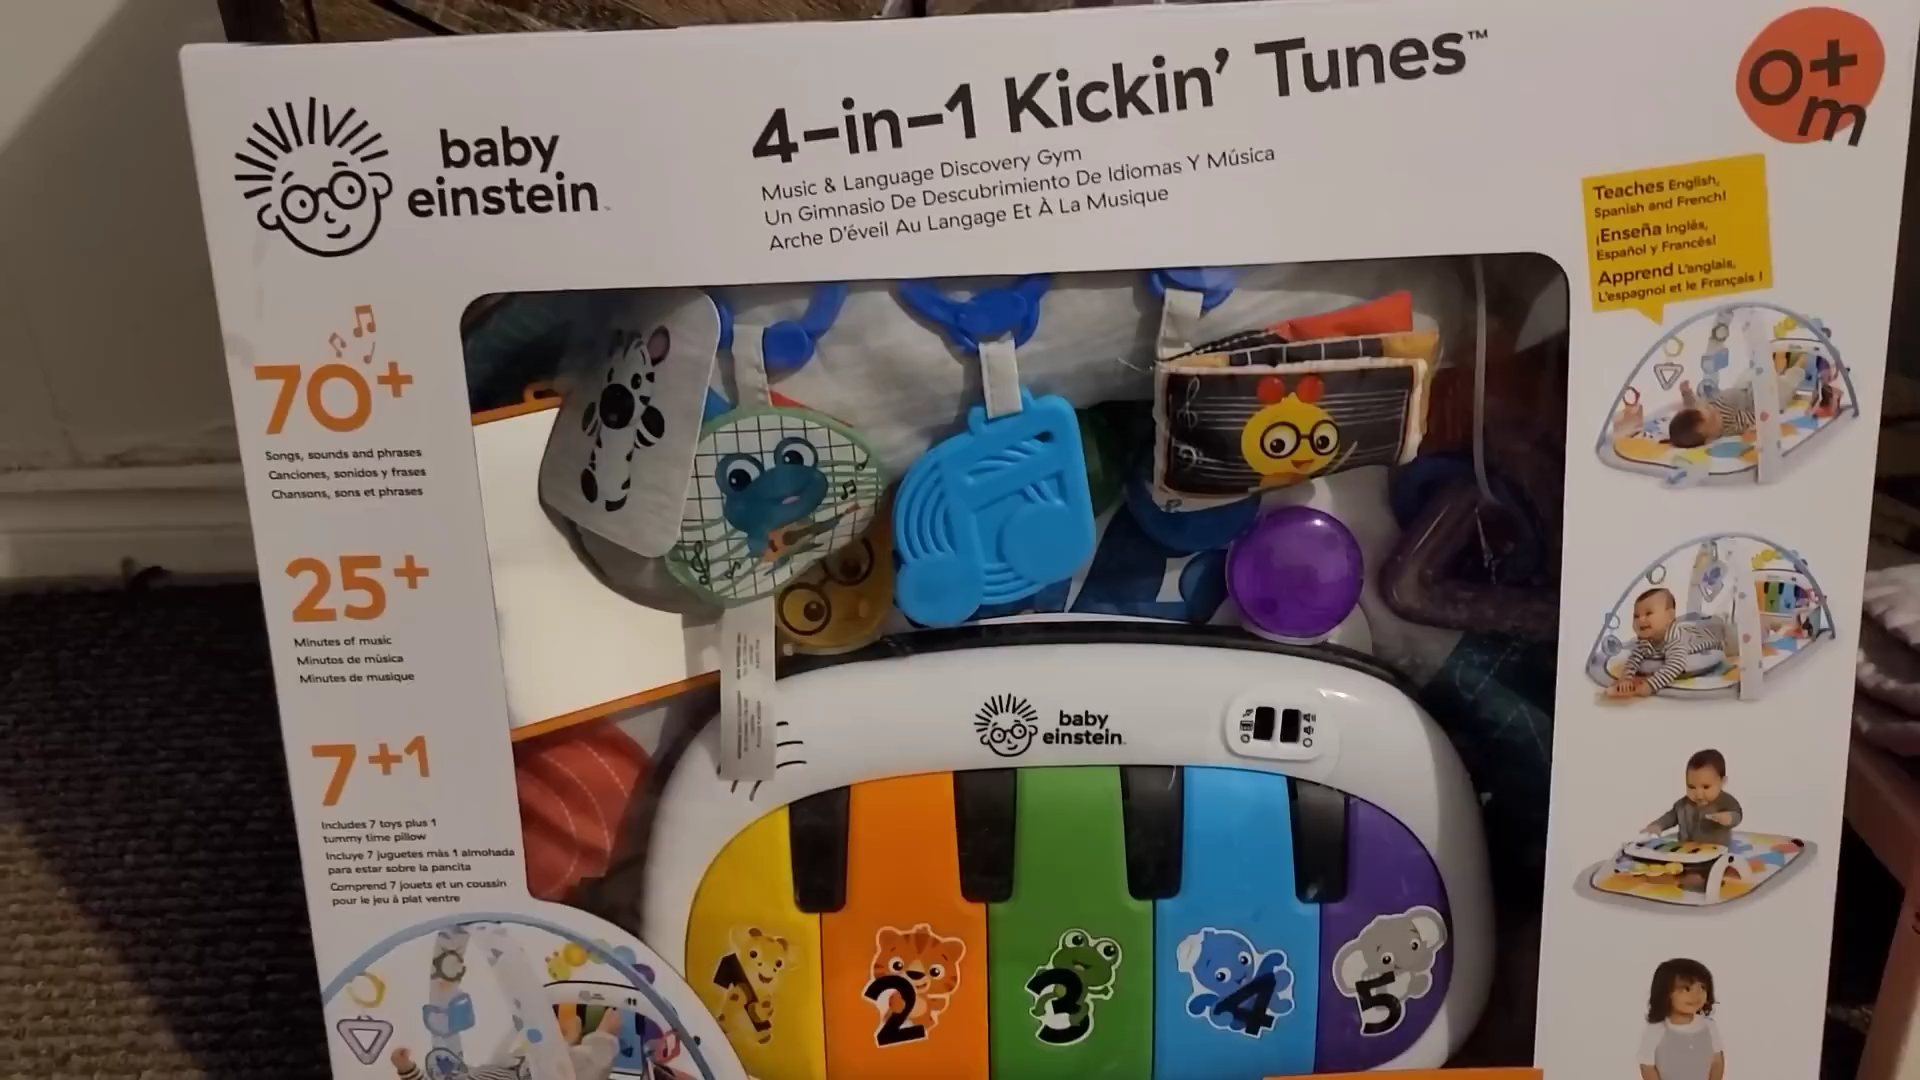 baby
einstein
4-in-1 Kickin' Tunes™
Music & Language Discovery Gym
Un Gimnasio De Descubrimiento De Idiomas Y Música
Arche D'éveil Au Langage Et À La Musique
0+
m
Teaches English,
Spanish and French!
¡Enseña Inglés,
Español y Francés!
Apprend L'anglais,
L'espagnol et le Français !
70+
Songs, sounds and phrases
Canciones, sonidos y frases
Chansons, sons et phrases
25+
Minutes of music
Minutos de música
Minutes de musique
7+1
Includes 7 toys plus 1
tummy time pillow
Incluye 7 juguetes más 1 almohada
para estar sobre la pancita
Comprend 7 jouets et un coussin
pour le jeu à plat ventre
baby
einstein
1 2 3 4 5